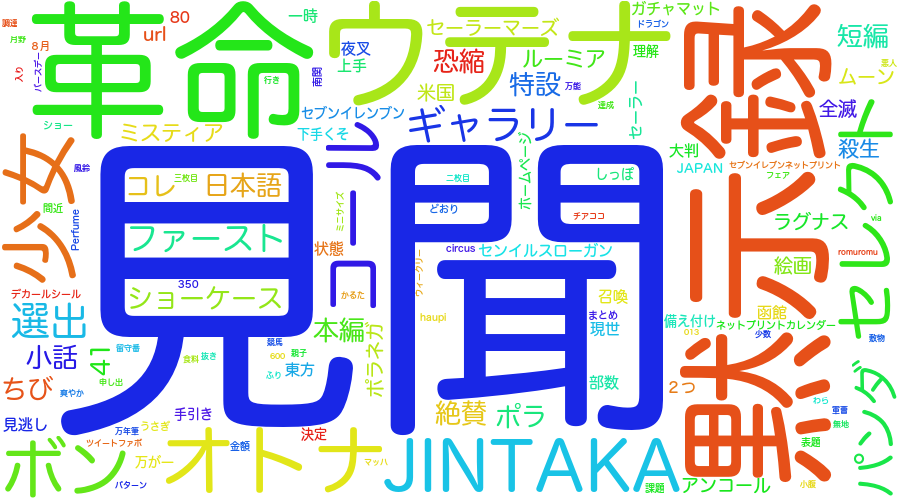 調達
80
一時
ガチャマット
革命
ウテナ
セーラームーンズ
ドラゴン
月野
8月
url
夜叉
ルーミア
理解
短編
入り
バースデー
上手
恐縮
ムーン
悪人
南関
行き
米国
特設
万能
達成
セーラー
全滅
黙示録
ショー
ミスティア
セブンイレブン
下手くそ
ギャラリー
大判
殺生
少女
風鈴
コレ
三枚目
日本語
コール
見聞
二枚目
しっぽ
ホームページ
JAPAN
セブンイレブンネットプリント
フェア
セレクト
間近
Perfume
ファースト
ミニサイズ
どおり
チアココ
ラグナス
via
状態
circus
センイルスローガン
romuromu
デカールシール
ショーケース
350
かるた
ウィークリー
召喚
絵画
選出
本編
haupi
まとめ
現世
備え付け
函館
ネットプリントカレンダー
013
少数
敷物
小話
41
留守番
抜き
食料
競馬
600
親子
ふり
東方
ポラネガ
ちび
爽やか
申し出
部数
2つ
パンダ
見逃し
万年筆
うさぎ
手引き
絶賛
ポラ
わら
軍曹
無地
ボン
ツイートファボ
オトナ
金額
決定
表題
万が一
マッハ
JINTAKA
パターン
課題
アンコール
小腹